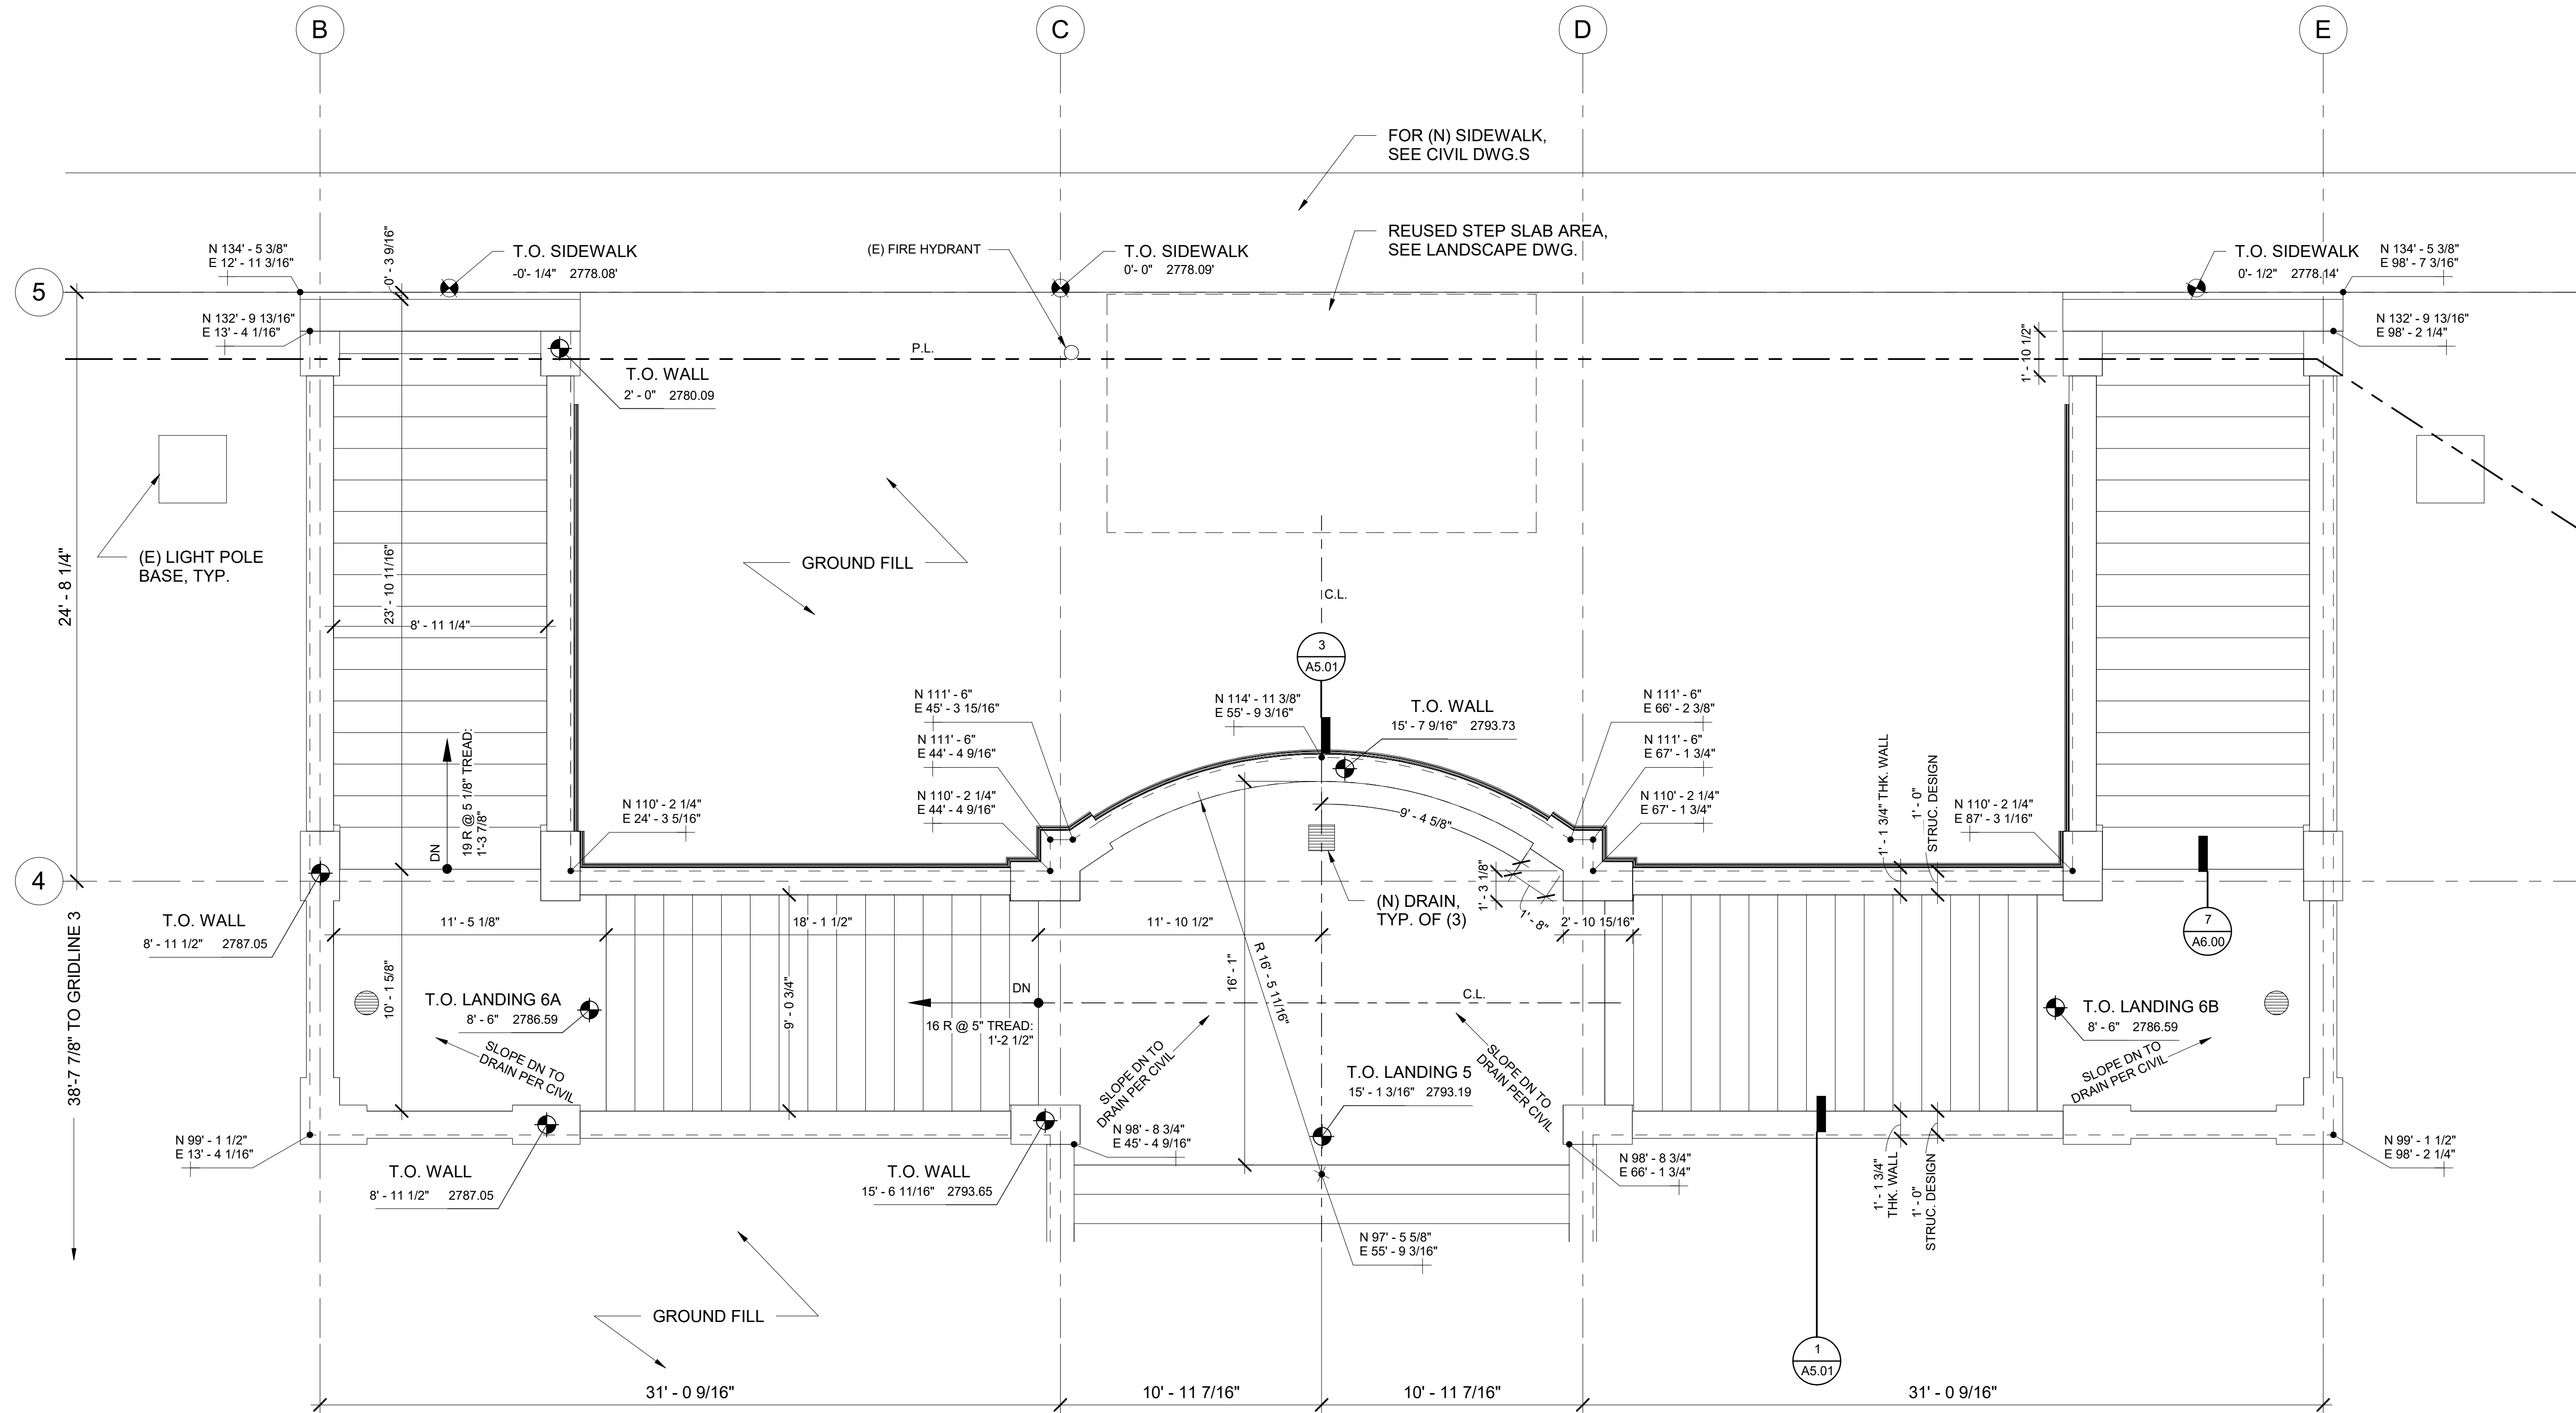 B
C
D
E
FOR (N) SIDEWALK,
SEE CIVIL DWG.S
REUSED STEP SLAB AREA,
SEE LANDSCAPE DWG.
(E) FIRE HYDRANT
N 134' - 5 3/8"
E 12' - 11 3/16"
0' - 3 9/16"
T.O. SIDEWALK
-0'- 1/4" 2778.08'
T.O. SIDEWALK
0'- 0" 2778.09'
T.O. SIDEWALK
0'- 1/2" 2778.14'
N 134' - 5 3/8"
E 98' - 7 3/16"
5
N 132' - 9 13/16"
E 13' - 4 1/16"
N 132' - 9 13/16"
E 98' - 2 1/4"
1' - 10 1/2"
P.L.
T.O. WALL
2' - 0" 2780.09
(E) LIGHT POLE
BASE, TYP.
24' - 8 1/4"
23' - 10 11/16"
8' - 11 1/4"
GROUND FILL
C.L.
3
A5.01
19 R @ 5 1/8" TREAD:
1'-3 7/8"
DN
N 111' - 6"
E 45' - 3 15/16"
N 111' - 6"
E 44' - 4 9/16"
N 110' - 2 1/4"
E 44' - 4 9/16"
N 110' - 2 1/4"
E 24' - 3 5/16"
N 114' - 11 3/8"
E 55' - 9 3/16"
T.O. WALL
15' - 7 9/16" 2793.73
N 111' - 6"
E 66' - 2 3/8"
N 111' - 6"
E 67' - 1 3/4"
N 110' - 2 1/4"
E 67' - 1 3/4"
1' - 1 3/4" THK. WALL
1' - 0"
STRUC. DESIGN
N 110' - 2 1/4"
E 87' - 3 1/16"
9' - 4 5/8"
4
(N) DRAIN,
TYP. OF (3)
1' - 3 1/8"
1' - 8"
2' - 10 15/16"
7
A6.00
T.O. WALL
8' - 11 1/2" 2787.05
11' - 5 1/8"
18' - 1 1/2"
11' - 10 1/2"
38'-7 7/8" TO GRIDLINE 3
10' - 1 5/8"
T.O. LANDING 6A
8' - 6" 2786.59
9' - 0 3/4"
DN
16 R @ 5" TREAD:
1'-2 1/2"
16' - 1"
R 16' - 5 11/16"
C.L.
T.O. LANDING 6B
8' - 6" 2786.59
SLOPE DN TO
DRAIN PER CIVIL
SLOPE DN TO
DRAIN PER CIVIL
SLOPE DN TO
DRAIN PER CIVIL
SLOPE DN TO
DRAIN PER CIVIL
T.O. LANDING 5
15' - 1 3/16" 2793.19
N 99' - 1 1/2"
E 13' - 4 1/16"
T.O. WALL
8' - 11 1/2" 2787.05
T.O. WALL
15' - 6 11/16" 2793.65
N 98' - 8 3/4"
E 45' - 4 9/16"
N 98' - 8 3/4"
E 66' - 1 3/4"
1' - 1 3/4"
THK. WALL
1' - 0"
STRUC. DESIGN
N 99' - 1 1/2"
E 98' - 2 1/4"
N 97' - 5 5/8"
E 55' - 9 3/16"
GROUND FILL
1
A5.01
31' - 0 9/16"
10' - 11 7/16"
10' - 11 7/16"
31' - 0 9/16"